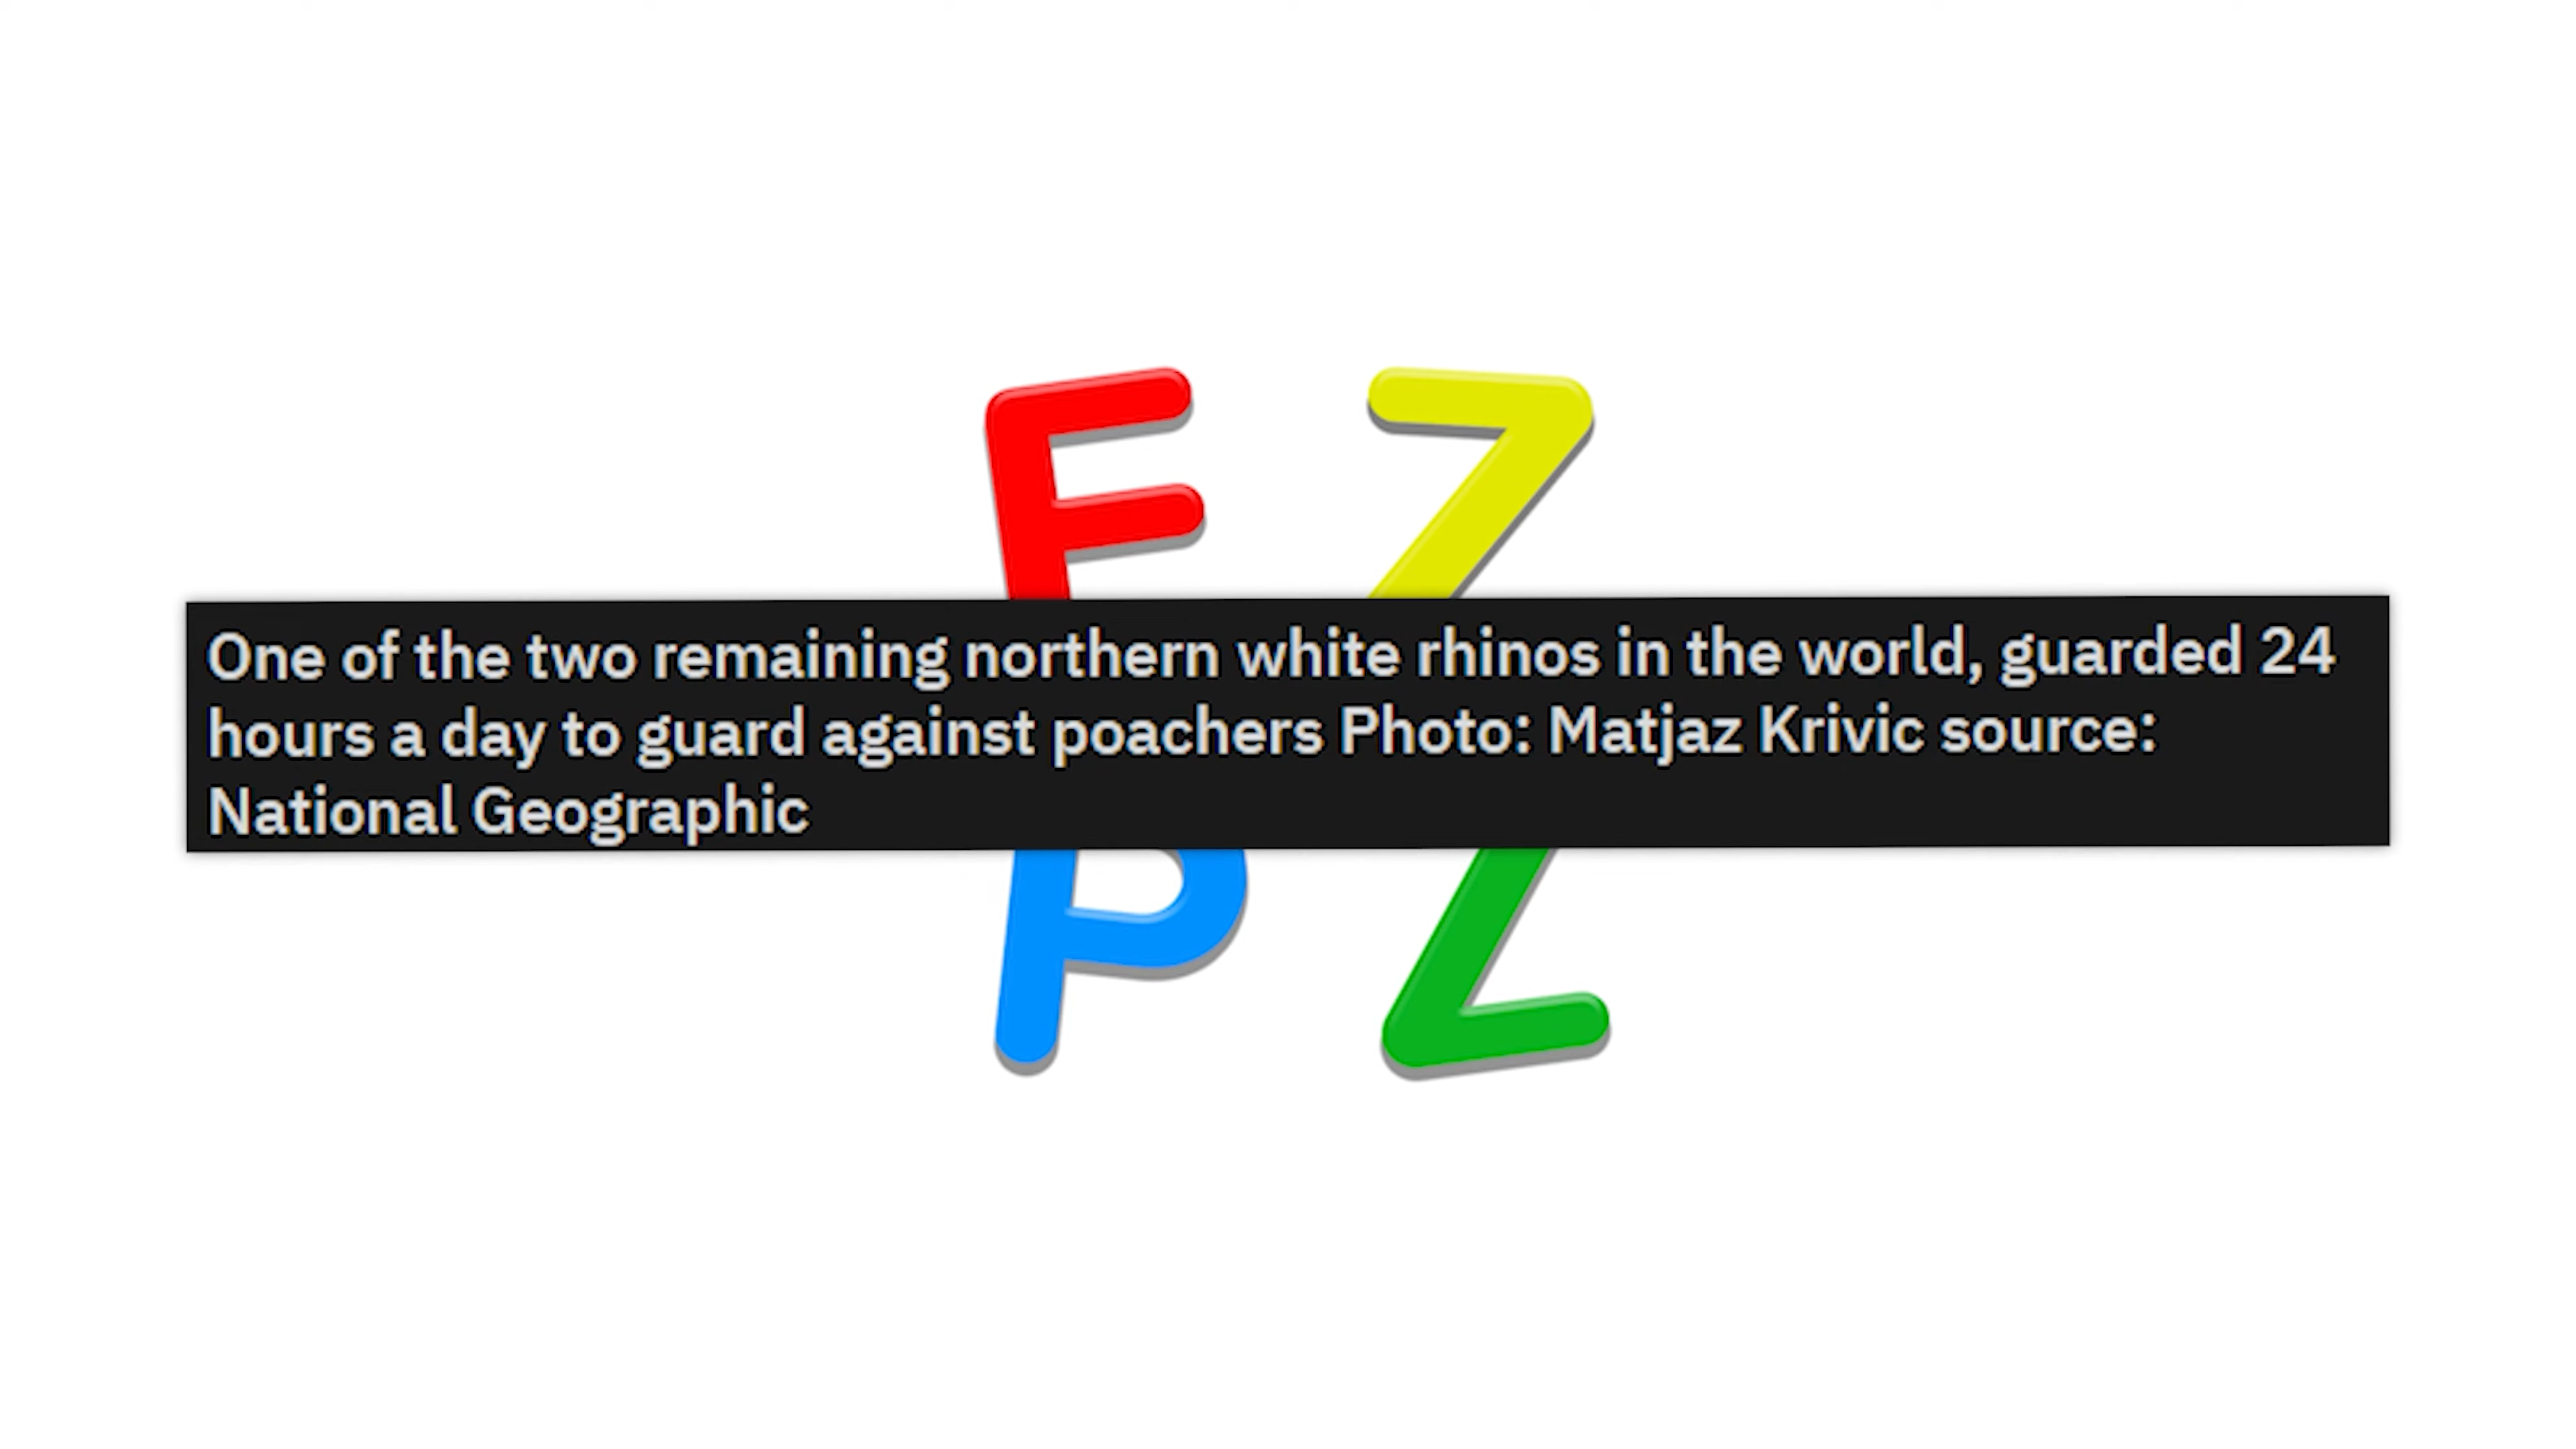 F Z
One of the two remaining northern white rhinos in the world, guarded 24
hours a day to guard against poachers Photo: Matjaz Krivic source:
National Geographic
P Z